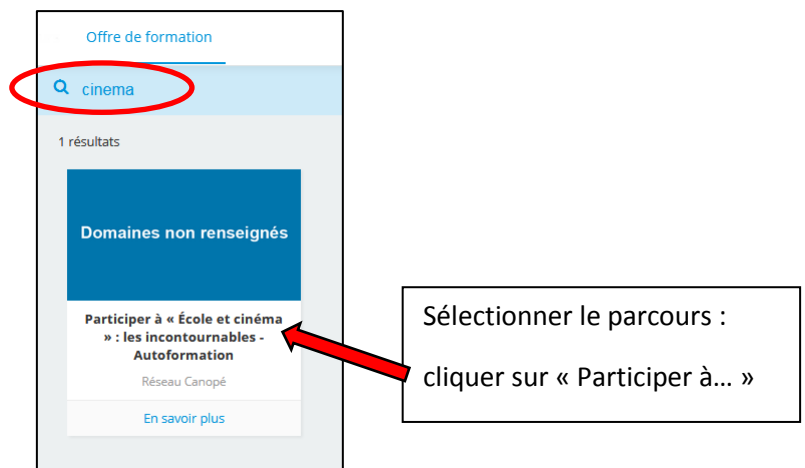 Offre de formation
cinema
1 résultats
Domaines non renseignés
Participer à « École et cinéma
» : les incontournables -
Autoformation
Réseau Canopé
En savoir plus
Sélectionner le parcours :
cliquer sur « Participer à... »